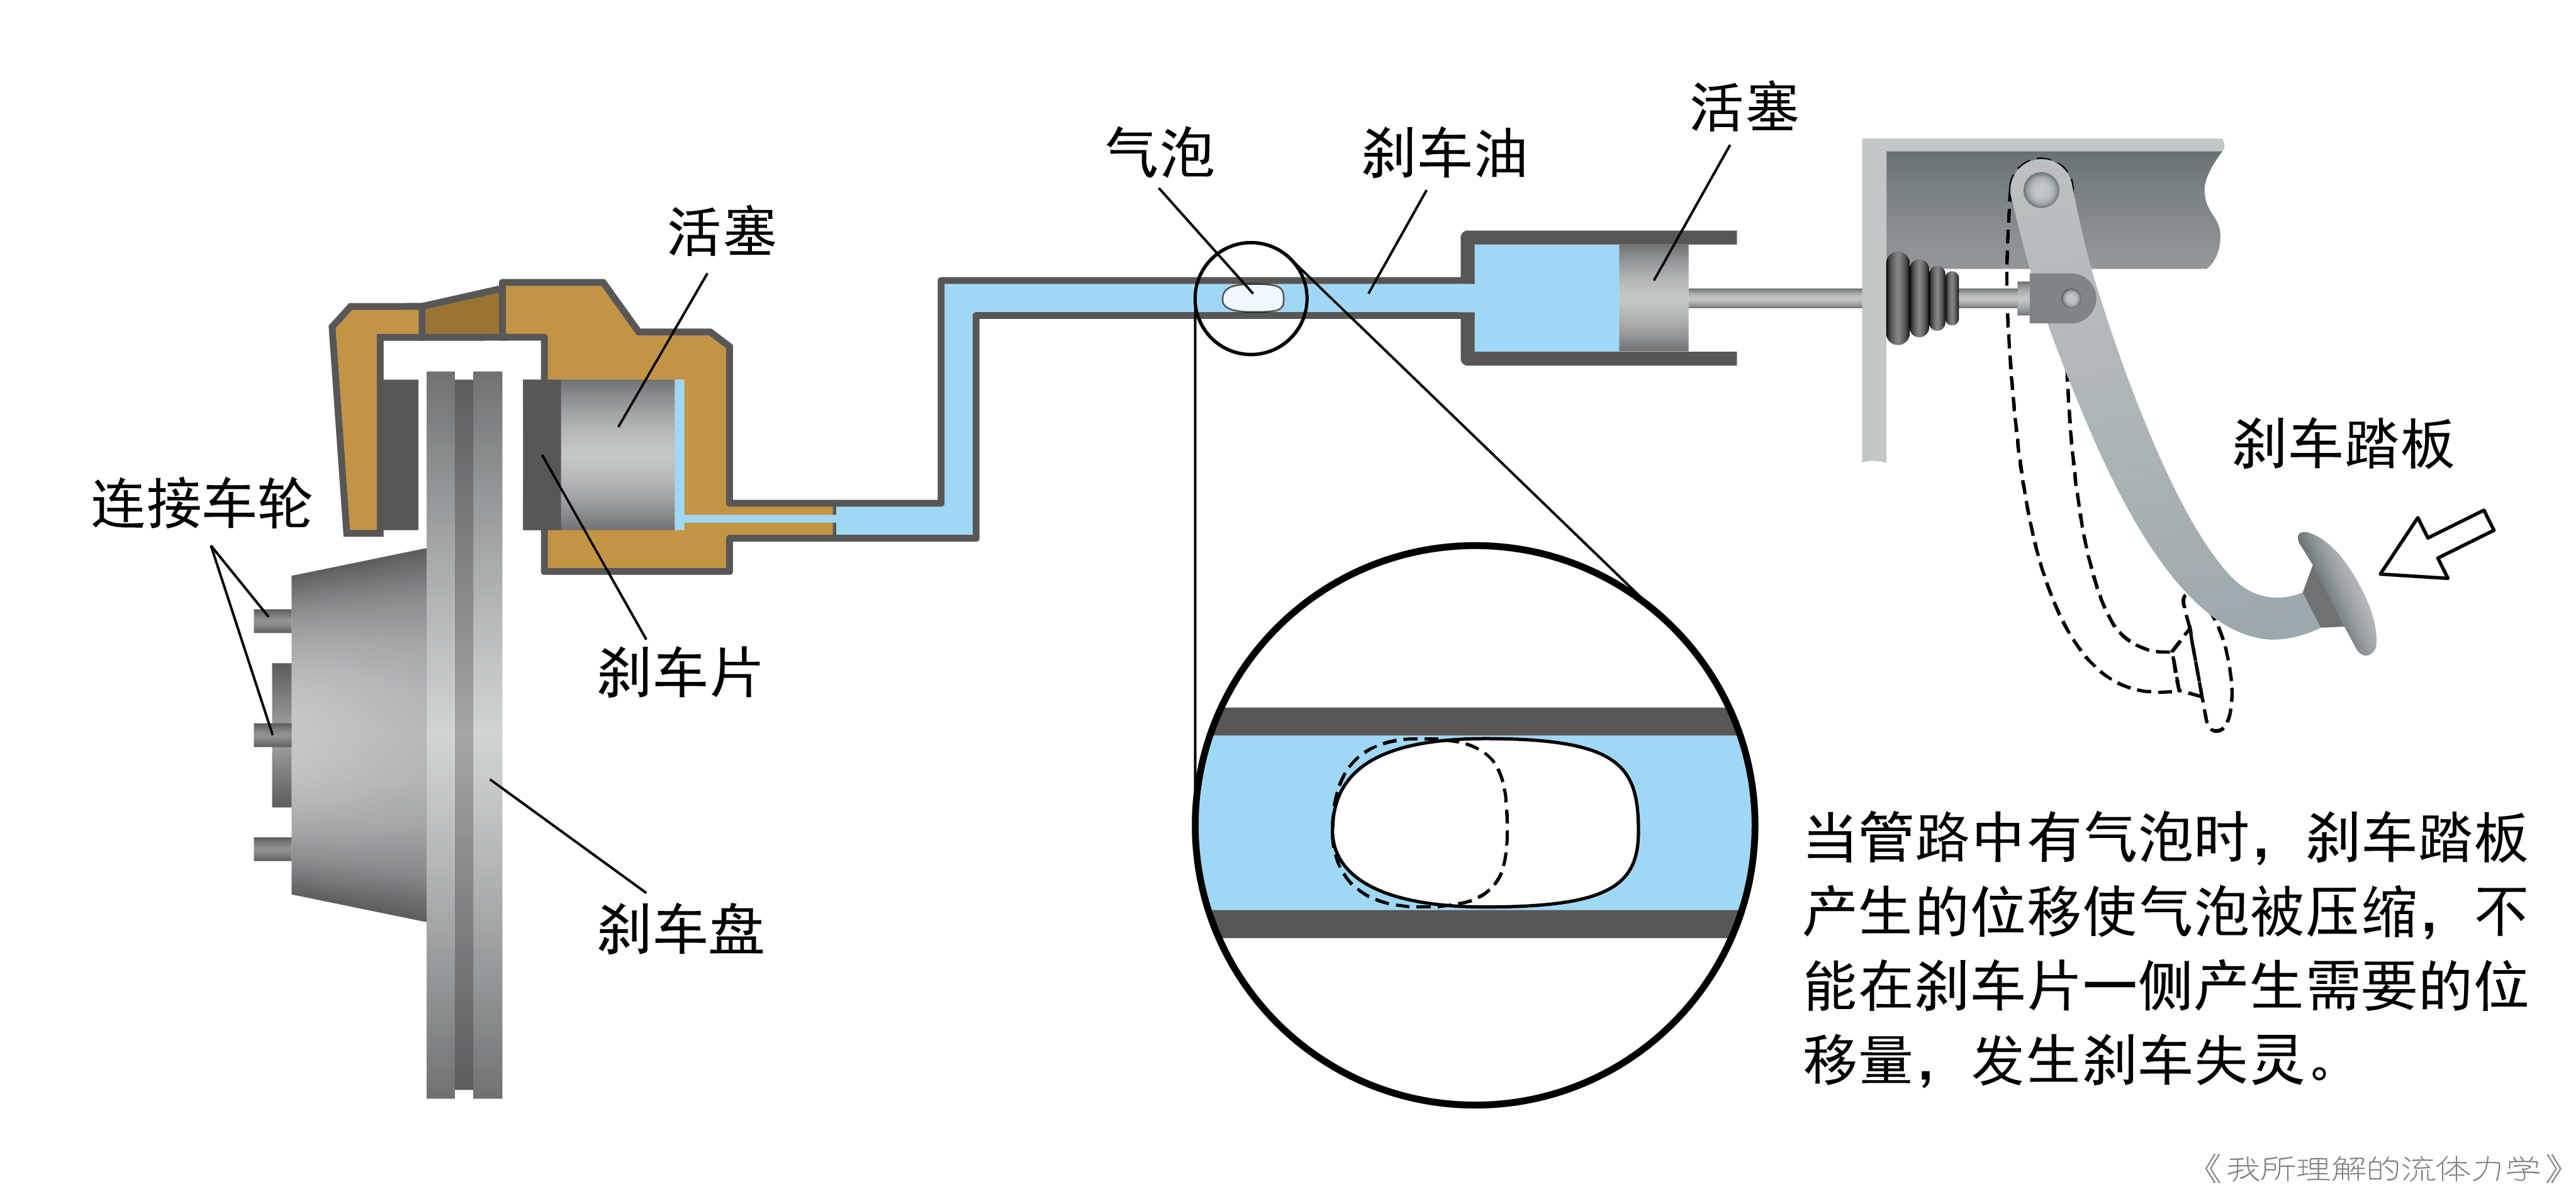 活塞
气泡
刹车油
活塞
刹车踏板
连接车轮
刹车片
刹车盘
当管路中有气泡时，刹车踏板
产生的位移使气泡被压缩，不
能在刹车片一侧产生需要的位
移量，发生刹车失灵。
《我所理解的流体力学》